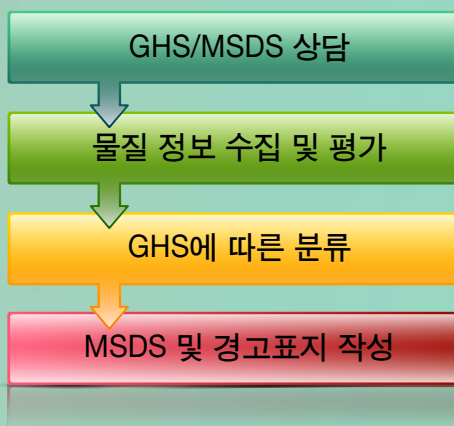 GHS/MSDS 상담
물질 정보 수집 및 평가
GHS에 따른 분류
MSDS 및 경고표지 작성